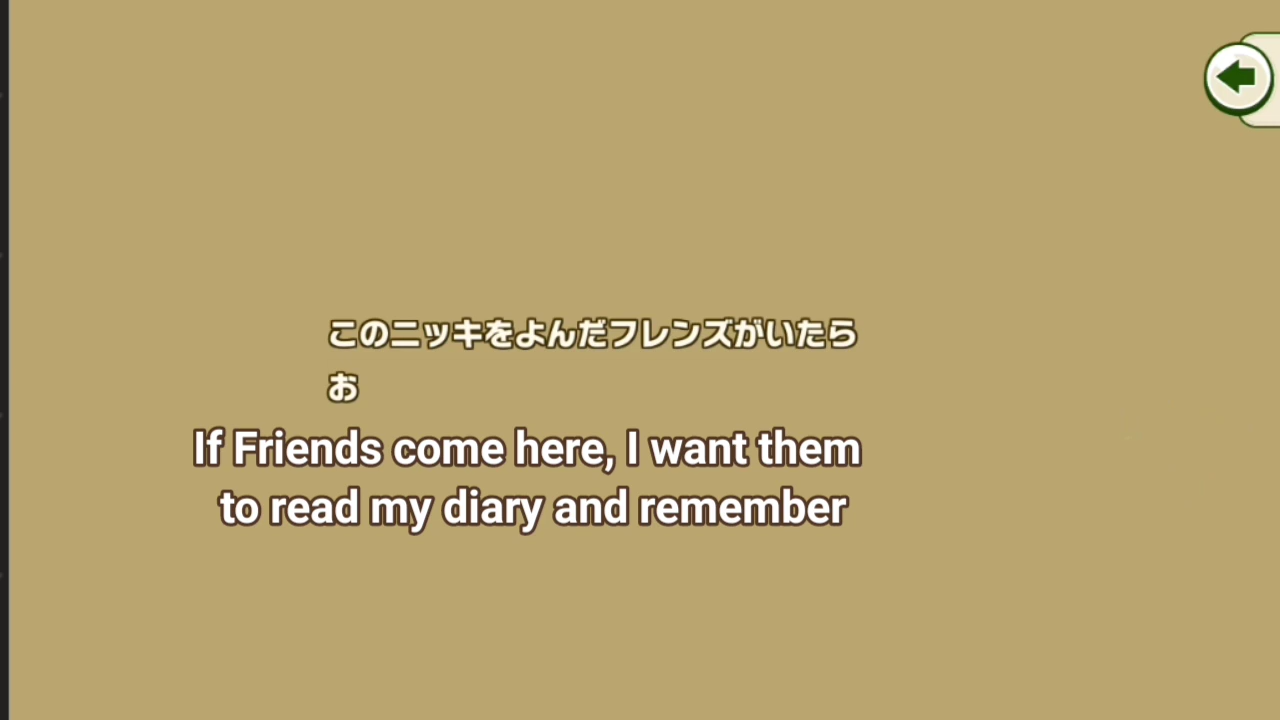 このニッキをよんだフレンズがいたら
お
If Friends come here, I want them
to read my diary and remember